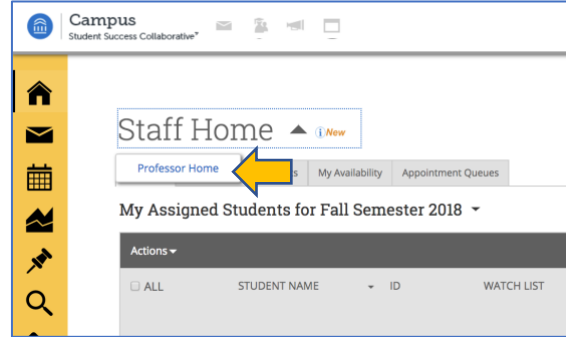 Campus
Student Success Collaborative™
Staff Home New
Professor Home My Availability Appointment Queues
My Assigned Students for Fall Semester 2018
Actions
ALL STUDENT NAME ID WATCH LIST